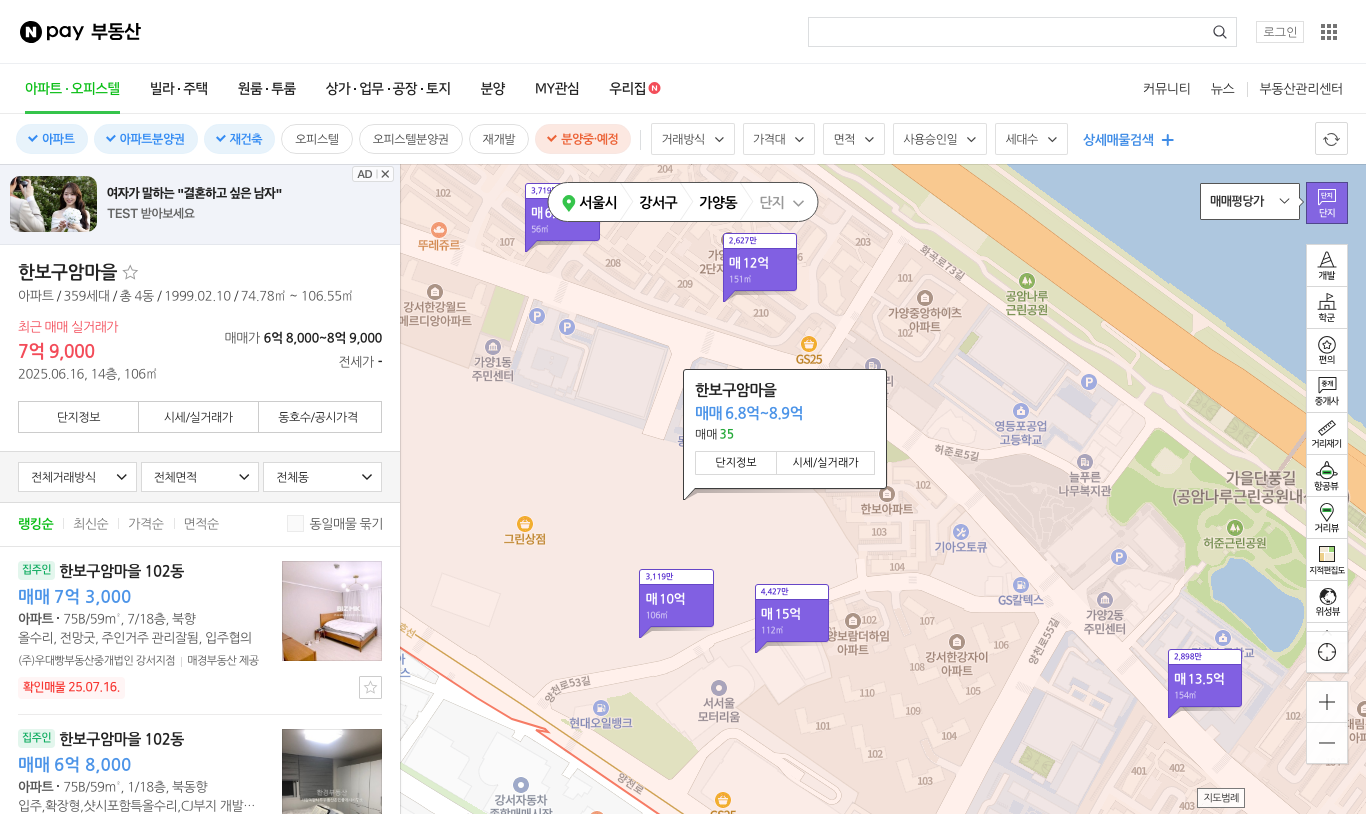 N pay 부동산
로그인
아파트 · 오피스텔
빌라 · 주택
원룸 · 투룸
상가 · 업무 · 공장 · 토지
분양
MY관심
우리집 N
커뮤니티
뉴스
부동산관리센터
아파트
아파트분양권
재건축
오피스텔
오피스텔분양권
재개발
분양중·예정
거래방식
가격대
면적
사용승인일
세대수
상세매물검색
AD
여자가 말하는 "결혼하고 싶은 남자"
TEST 받아보세요
한보구암마을
아파트 / 359세대 / 총 4동 / 1999.02.10 / 74.78㎡ ~ 106.55㎡
최근 매매 실거래가
7억 9,000
2025.06.16, 14층, 106㎡
매매가 6억 8,000~8억 9,000
전세가 -
단지정보
시세/실거래가
동호수/공시가격
전체거래방식
전체면적
전체동
랭킹순
최신순
가격순
면적순
동일매물 묶기
집주인 한보구암마을 102동
매매 7억 3,000
아파트 · 75B/59㎡, 7/18층, 북향
올수리, 전망굿, 주인거주 관리잘됨, 입주협의
(주)우대빵부동산중개법인 강서지점
매경부동산 제공
확인매물 25.07.16.
집주인 한보구암마을 102동
매매 6억 8,000
아파트 · 75B/59㎡, 1/18층, 북동향
입주,확장형,샷시포함특올수리,CJ부지 개발…
서울시
강서구
가양동
단지
매매평당가
단지
단지
개발
학군
편의
중개
중개사
거리재기
항공뷰
거리뷰
지적편집도
위성뷰
지도범례
56㎡
2,627만
매 12억
151㎡
한보구암마을
매매 6.8억~8.9억
매매 35
단지정보
시세/실거래가
3,119만
매 10억
106㎡
4,427만
매 15억
112㎡
2,898만
매 13.5억
154㎡
102
뚜레쥬르
107
204
208
209
210
203
101
화곡로73길
강서한강월드
메르디앙아파트
P
P
가양1동
주민센터
가양중앙하이츠
아파트
GS25
공암나루
근린공원
P
영등포공업
고등학교
허준로5길
늘푸른
나무복지관
가을단풍길
허준근린공원
한보아파트
103
104
기아오토큐
P
GS칼텍스
가양2동
주민센터
그린상점
아파트
강서한강자이
아파트
양천로55길
108
105
110
107
109
101
102
104
103
양천로53길
현대오일뱅크
서서울
모터리움
강서자동차
양천로
GS25
401
402
403